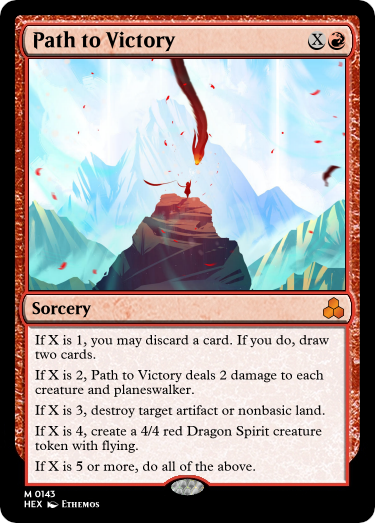 Path to Victory X
Sorcery
If X is 1, you may discard a card. If you do, draw
two cards.
If X is 2, Path to Victory deals 2 damage to each
creature and planeswalker.
If X is 3, destroy target artifact or nonbasic land.
If X is 4, create a 4/4 red Dragon Spirit creature
token with flying.
If X is 5 or more, do all of the above.
M 0143
HEX Ethemos